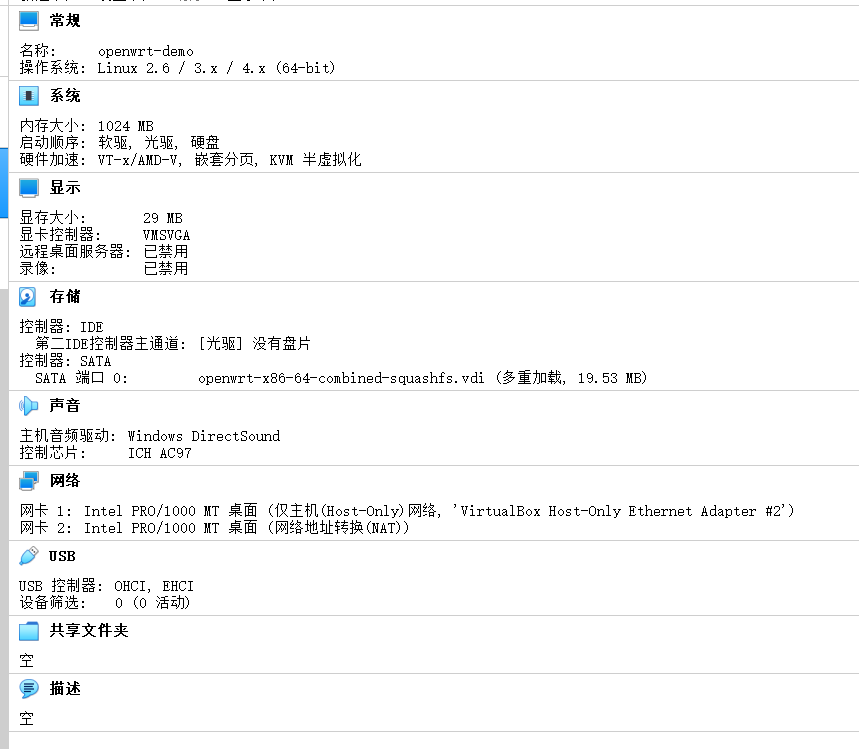 常规
名称: openwrt-demo
操作系统: Linux 2.6 / 3.x / 4.x (64-bit)
系统
内存大小: 1024 MB
启动顺序: 软驱, 光驱, 硬盘
硬件加速: VT-x/AMD-V, 嵌套分页, KVM 半虚拟化
显示
显存大小: 29 MB
显卡控制器: VMSVGA
远程桌面服务器: 已禁用
录像: 已禁用
存储
控制器: IDE
第二IDE控制器主通道: [光驱] 没有盘片
控制器: SATA
SATA 端口 0: openwrt-x86-64-combined-squashfs.vdi (多重加载, 19.53 MB)
声音
主机音频驱动: Windows DirectSound
控制芯片: ICH AC97
网络
网卡 1: Intel PRO/1000 MT 桌面 (仅主机(Host-Only)网络, 'VirtualBox Host-Only Ethernet Adapter #2')
网卡 2: Intel PRO/1000 MT 桌面 (网络地址转换(NAT))
USB
USB 控制器: OHCI, EHCI
设备筛选: 0 (0 活动)
共享文件夹
空
描述
空